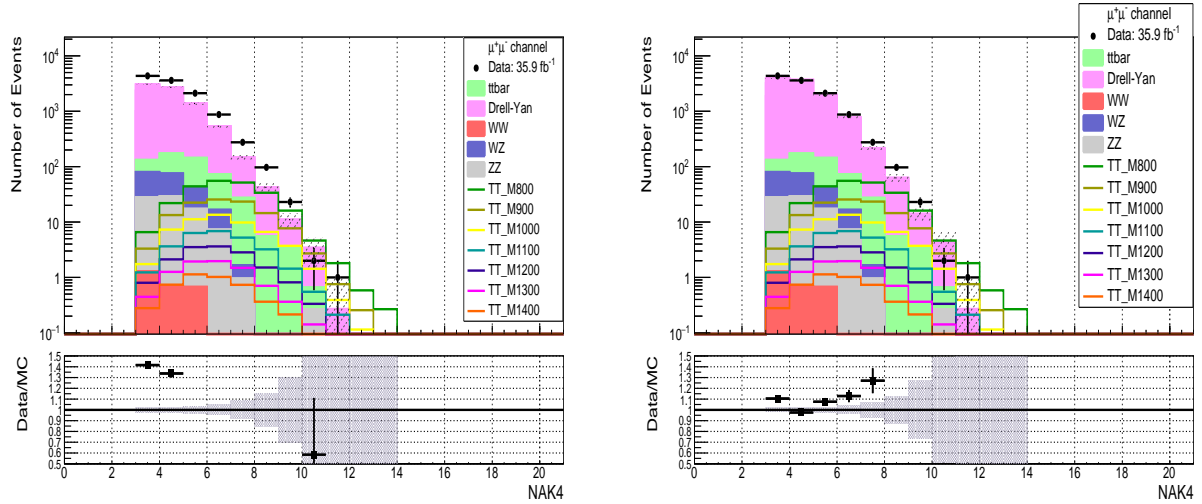 Number of Events
10⁴
10³
10²
10
1
10⁻¹
μ⁺μ⁻ channel
Data: 35.9 fb⁻¹
ttbar
Drell-Yan
WW
WZ
ZZ
TT_M800
TT_M900
TT_M1000
TT_M1100
TT_M1200
TT_M1300
TT_M1400
Data/MC
1.5
1.4
1.3
1.2
1.1
1
0.9
0.8
0.7
0.6
0.5
0 2 4 6 8 10 12 14 16 18 20
NAK4
Number of Events
10⁴
10³
10²
10
1
10⁻¹
μ⁺μ⁻ channel
Data: 35.9 fb⁻¹
ttbar
Drell-Yan
WW
WZ
ZZ
TT_M800
TT_M900
TT_M1000
TT_M1100
TT_M1200
TT_M1300
TT_M1400
Data/MC
1.5
1.4
1.3
1.2
1.1
1
0.9
0.8
0.7
0.6
0.5
0 2 4 6 8 10 12 14 16 18 20
NAK4